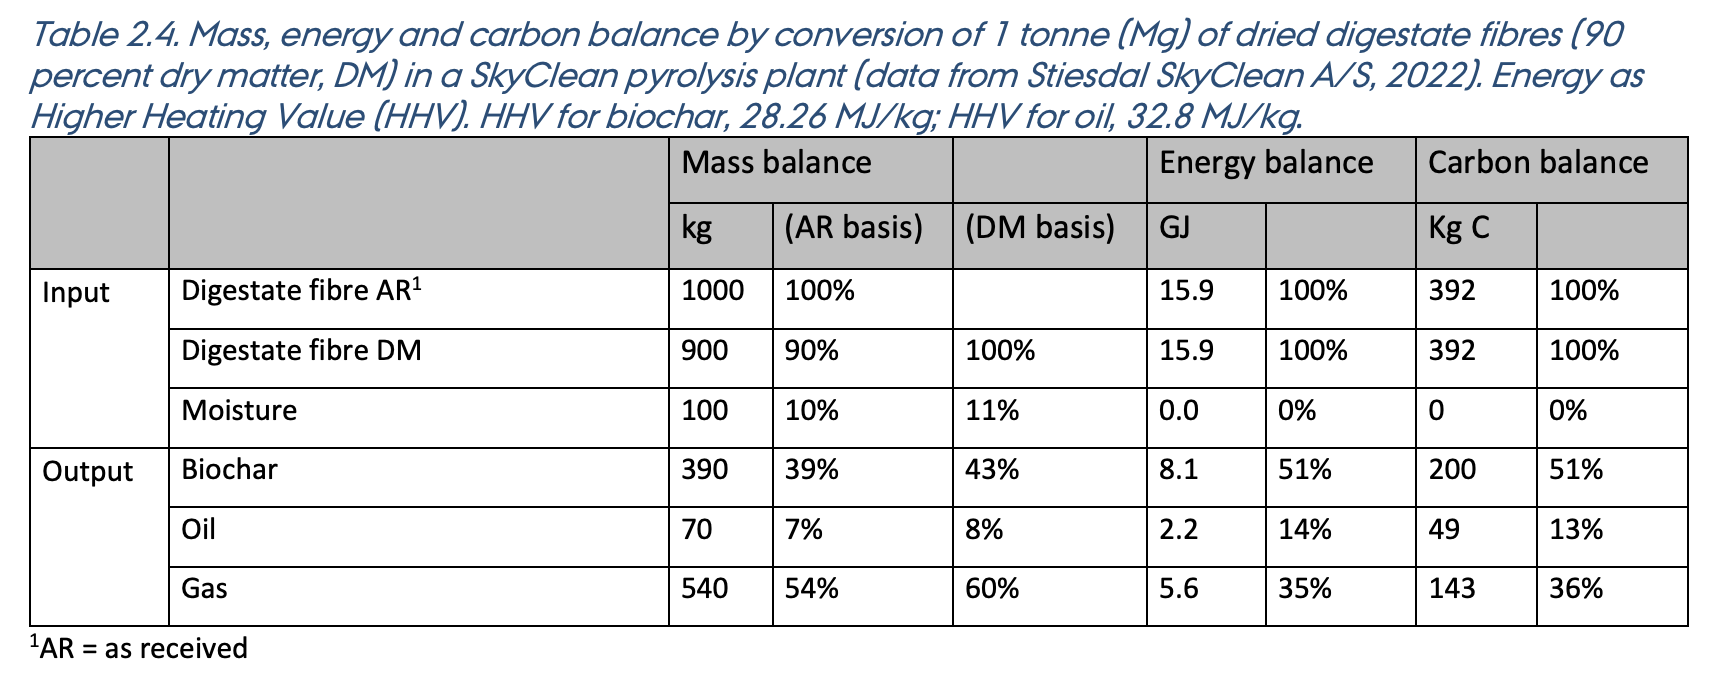 Table 2.4. Mass, energy and carbon balance by conversion of 1 tonne (Mg) of dried digestate fibres (90
percent dry matter, DM) in a SkyClean pyrolysis plant (data from Stiesdal SkyClean A/S, 2022). Energy as
Higher Heating Value (HHV). HHV for biochar, 28.26 MJ/kg; HHV for oil, 32.8 MJ/kg.
Mass balance Energy balance Carbon balance
kg (AR basis) (DM basis) GJ Kg C
Input Digestate fibre AR¹ 1000 100% 15.9 100% 392 100%
Digestate fibre DM 900 90% 100% 15.9 100% 392 100%
Moisture 100 10% 11% 0.0 0% 0 0%
Output Biochar 390 39% 43% 8.1 51% 200 51%
Oil 70 7% 8% 2.2 14% 49 13%
Gas 540 54% 60% 5.6 35% 143 36%
¹AR = as received